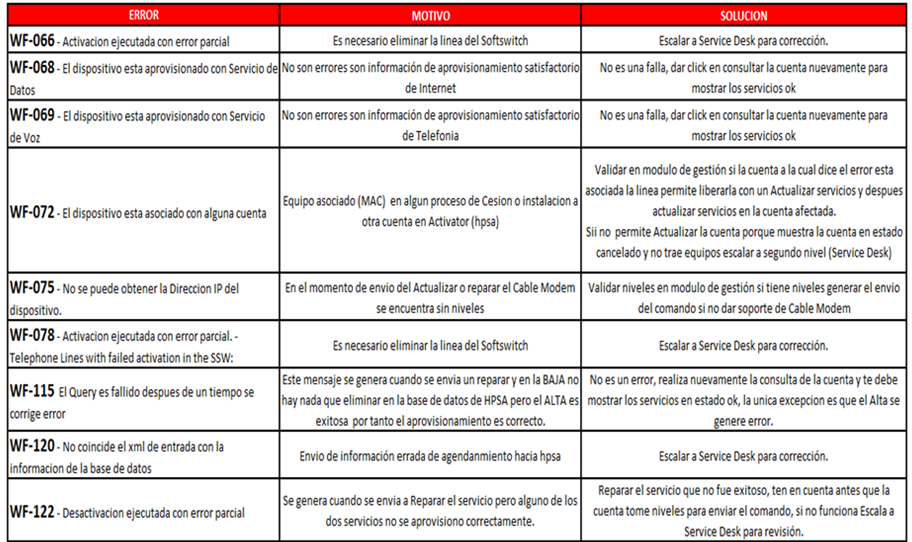 ERROR MOTIVO SOLUCION
WF-066 - Activacion ejecutada con error parcial
Es necesario eliminar la linea del Softswitch
Escalar a Service Desk para corrección.
WF-068 - El dispositivo esta aprovisionado con Servicio de
Datos
No son errores son información de aprovisionamiento satisfactorio
de Internet
No es una falla, dar click en consultar la cuenta nuevamente para
mostrar los servicios ok
WF-069 - El dispositivo esta aprovisionado con Servicio
de Voz
No son errores son información de aprovisionamiento satisfactorio
de Telefonia
No es una falla, dar click en consultar la cuenta nuevamente para
mostrar los servicios ok
WF-072 - El dispositivo esta asociado con alguna cuenta
Equipo asociado (MAC) en algun proceso de Cesion o instalacion a
otra cuenta en Activator (hpsa)
Validar en modulo de gestión si la cuenta a la cual dice el error esta
asociada la linea permite liberarla con un Actualizar servicios y despues
actualizar servicios en la cuenta afectada.
Sii no permite Actualizar la cuenta porque muestra la cuenta en estado
cancelado y no trae equipos escalar a segundo nivel (Service Desk)
WF-075 - No se puede obtener la Direccion IP del
dispositivo.
En el momento de envio del Actualizar o reparar el Cable Modem
se encuentra sin niveles
Validar niveles en modulo de gestión si tiene niveles generar el envio
del comando si no dar soporte de Cable Modem
WF-078 - Activacion ejecutada con error parcial. -
Telephone Lines with failed activation in the SSW:
Es necesario eliminar la linea del Softswitch
Escalar a Service Desk para corrección.
WF-115 El Query es fallido despues de un tiempo se
corrige error
Este mensaje se genera cuando se envia un reparar y en la BAJA no
hay nada que eliminar en la base de datos de HPSA pero el ALTA es
exitosa por tanto el aprovisionamiento es correcto.
No es un error, realiza nuevamente la consulta de la cuenta y te debe
mostrar los servicios en estado ok, la unica excepcion es que el Alta se
genere error.
WF-120 - No coincide el xml de entrada con la
informacion de la base de datos
Envio de información errada de agendanmiento hacia hpsa
Escalar a Service Desk para corrección.
WF-122 - Desactivacion ejecutada con error parcial
Se genera cuando se envia a Reparar el servicio pero alguno de los
dos servicios no se aprovisiono correctamente.
Reparar el servicio que no fue exitoso, ten en cuenta antes que la
cuenta tome niveles para enviar el comando, si no funciona Escala a
Service Desk para revisión.